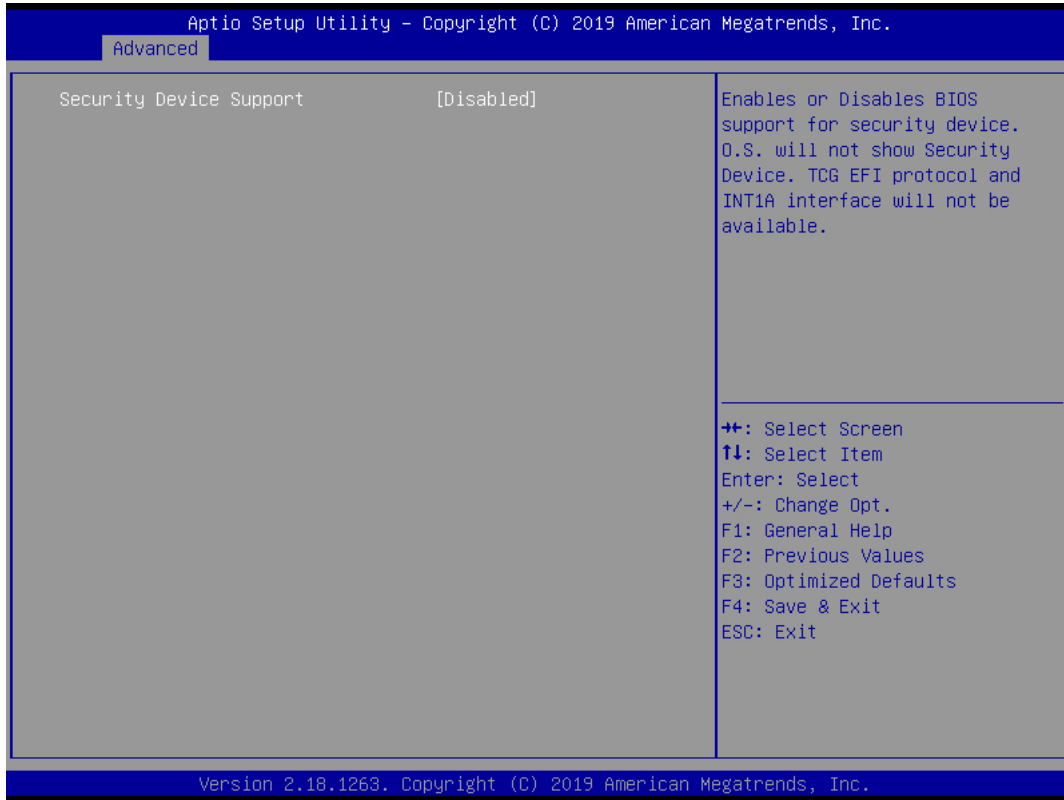 Aptio Setup Utility – Copyright (C) 2019 American Megatrends, Inc.
Advanced
Security Device Support [Disabled]
Enables or Disables BIOS
support for security device.
O.S. will not show Security
Device. TCG EFI protocol and
INT1A interface will not be
available.
→←: Select Screen
↑↓: Select Item
Enter: Select
+/-: Change Opt.
F1: General Help
F2: Previous Values
F3: Optimized Defaults
F4: Save & Exit
ESC: Exit
Version 2.18.1263. Copyright (C) 2019 American Megatrends, Inc.